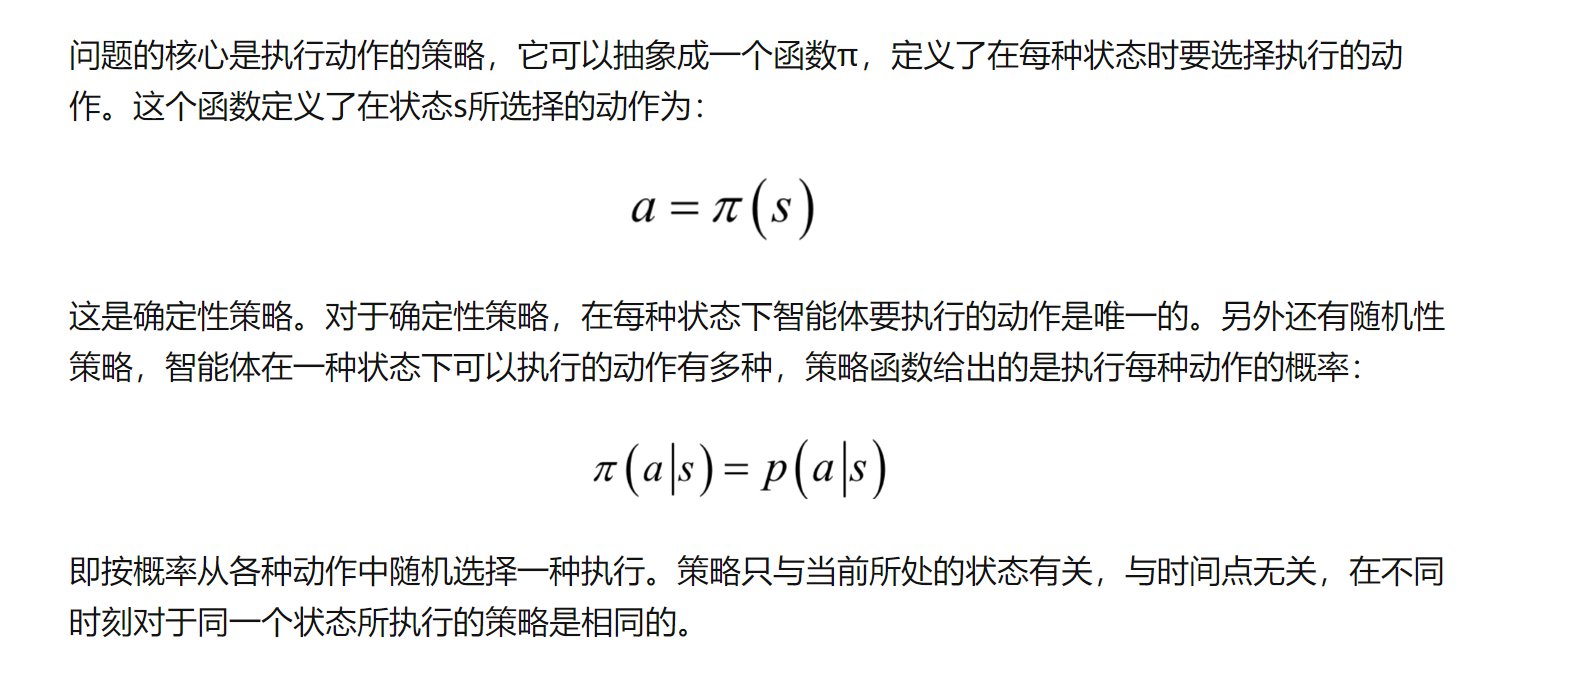 问题的核心是执行动作的策略，它可以抽象成一个函数π，定义了在每种状态时要选择执行的动
作。这个函数定义了在状态s所选择的动作为：
a = π(s)
这是确定性策略。对于确定性策略，在每种状态下智能体要执行的动作是唯一的。另外还有随机性
策略，智能体在一种状态下可以执行的动作有多种，策略函数给出的是执行每种动作的概率：
π(a|s) = p(a|s)
即按概率从各种动作中随机选择一种执行。策略只与当前所处的状态有关，与时间点无关，在不同
时刻对于同一个状态所执行的策略是相同的。